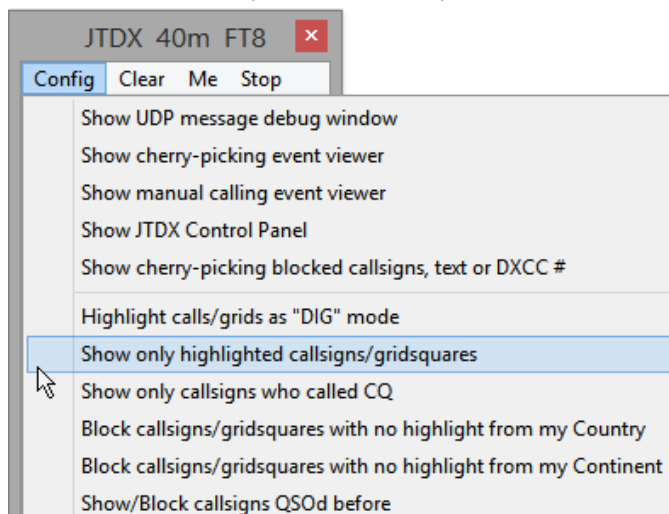 JTDX 40m FT8
Config Clear Me Stop
Show UDP message debug window
Show cherry-picking event viewer
Show manual calling event viewer
Show JTDX Control Panel
Show cherry-picking blocked callsigns, text or DXCC #
Highlight calls/grids as "DIG" mode
Show only highlighted callsigns/gridsquares
Show only callsigns who called CQ
Block callsigns/gridsquares with no highlight from my Country
Block callsigns/gridsquares with no highlight from my Continent
Show/Block callsigns QSOd before